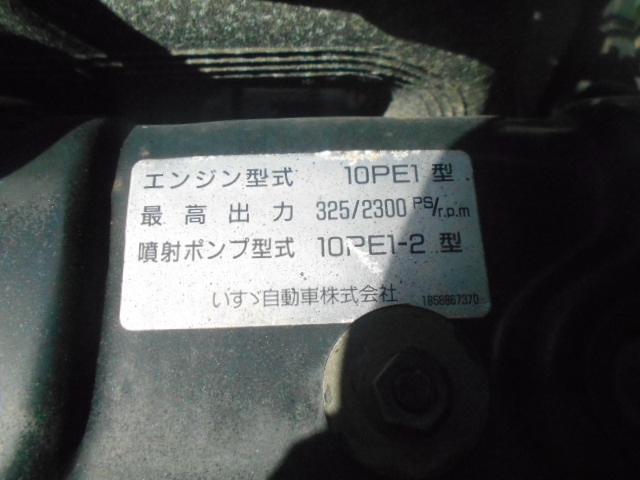 エンジン型式 10PE1 型
最高出力 325/2300 PS/r.p.m
噴射ポンプ型式 10PE1-2 型
いすゞ自動車株式会社 1858867370